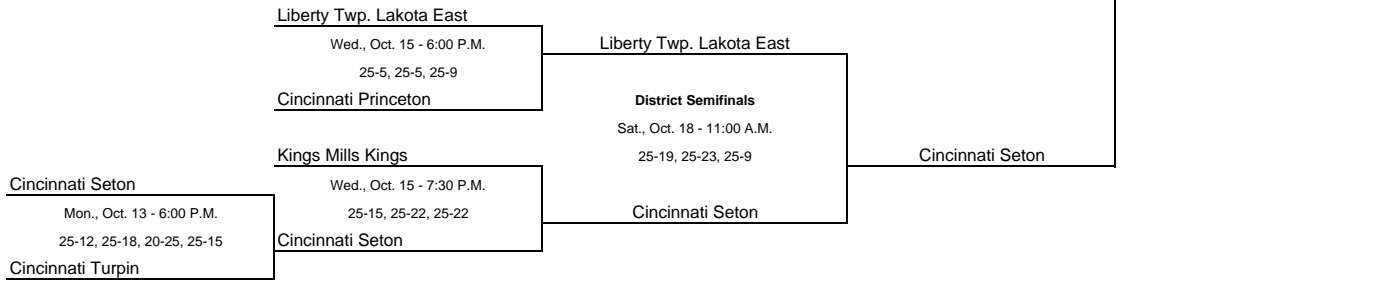 Liberty Twp. Lakota East
Wed., Oct. 15 - 6:00 P.M.
25-5, 25-5, 25-9
Cincinnati Princeton
Liberty Twp. Lakota East
District Semifinals
Sat., Oct. 18 - 11:00 A.M.
25-19, 25-23, 25-9
Cincinnati Seton
Kings Mills Kings
Wed., Oct. 15 - 7:30 P.M.
25-15, 25-22, 25-22
Cincinnati Seton
Cincinnati Seton
Cincinnati Seton
Mon., Oct. 13 - 6:00 P.M.
25-12, 25-18, 20-25, 25-15
Cincinnati Turpin